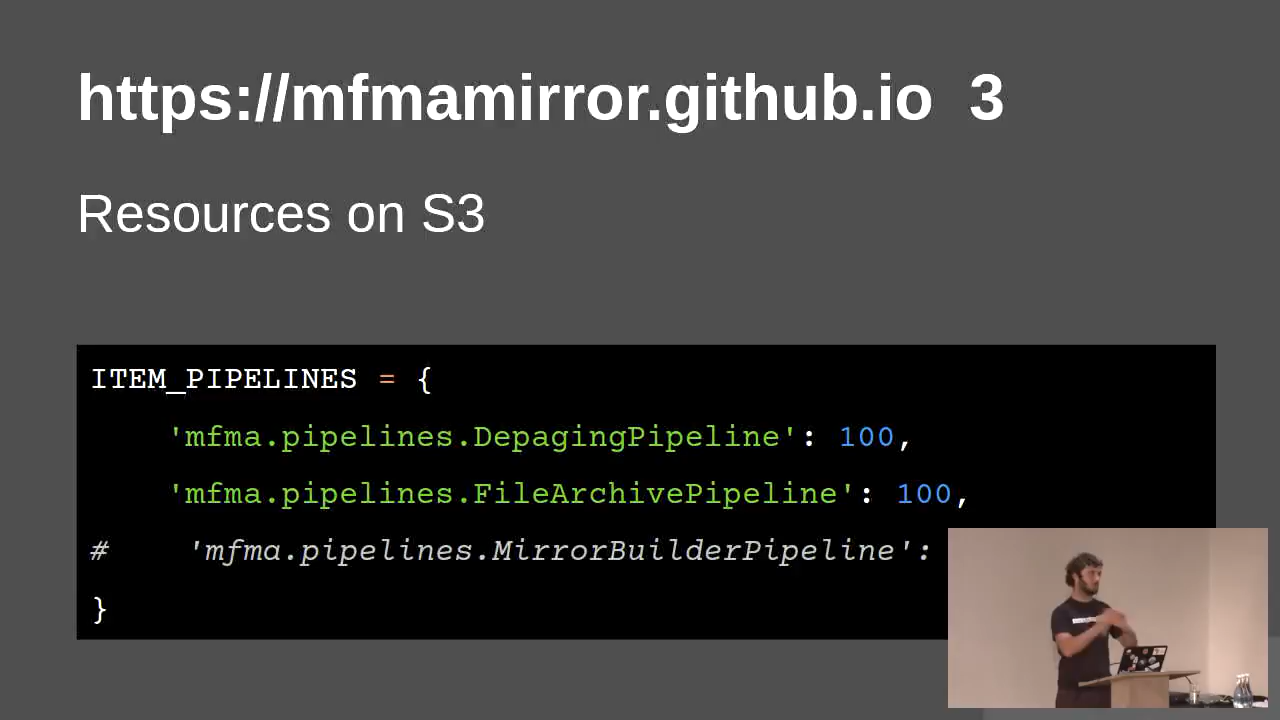 https://mfmamirror.github.io 3
Resources on S3
ITEM_PIPELINES = {
'mfma.pipelines.DepagingPipeline': 100,
'mfma.pipelines.FileArchivePipeline': 100,
# 'mfma.pipelines.MirrorBuilderPipeline':
}